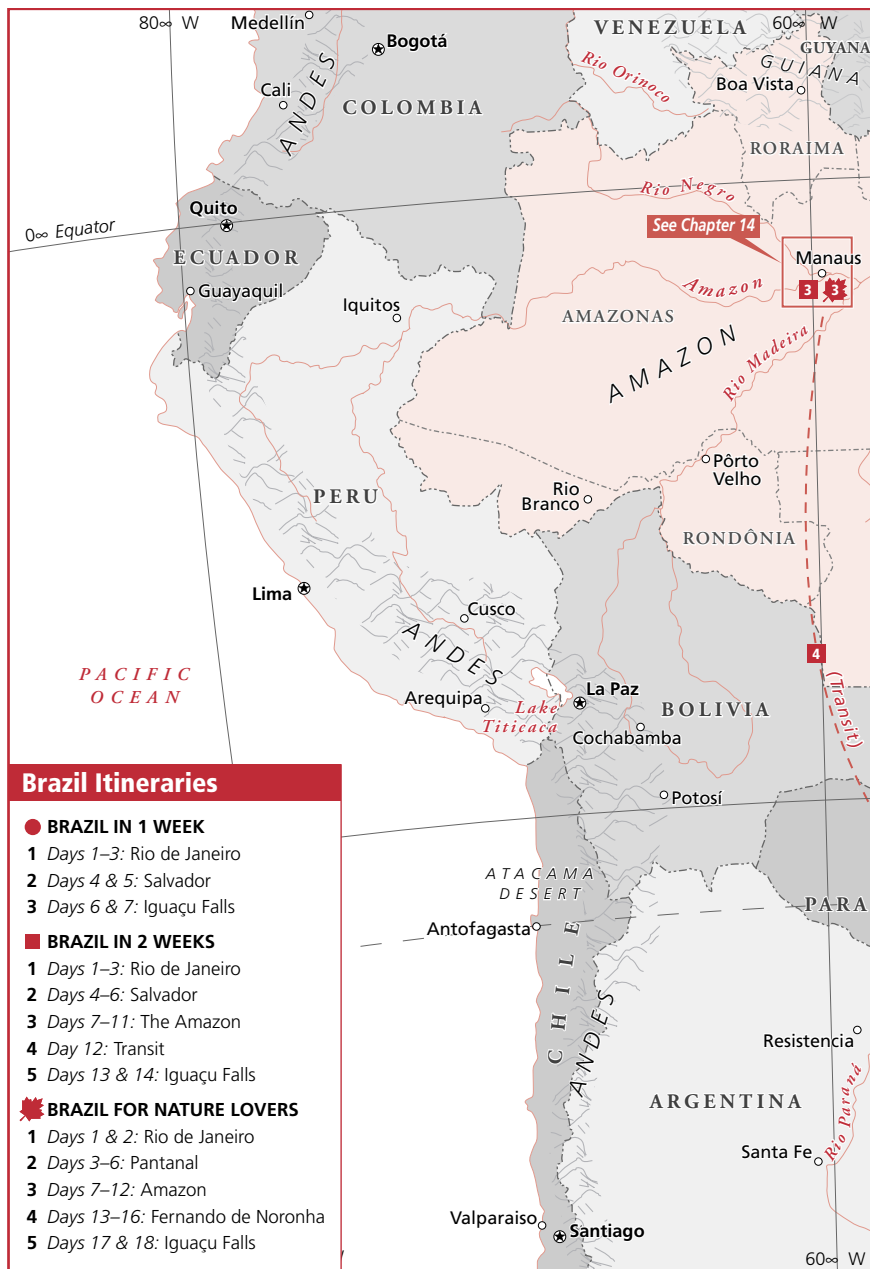 80∞ W
Medellín
Bogotá
Cali
ANDES
COLOMBIA
VENEZUELA
60∞ W
GUYANA
GUIANA
Rio Orinoco
Boa Vista
RORAIMA
Rio Negro
0∞ Equator
Quito
ECUADOR
Guayaquil
See Chapter 14
Manaus
3
3
Iquitos
Amazon
AMAZONAS
AMAZON
Rio Madeira
PERU
Pôrto
Velho
Rio
Branco
RONDÔNIA
Lima
Cusco
ANDES
PACIFIC
OCEAN
Arequipa
Lake
Titicaca
La Paz
BOLIVIA
Cochabamba
4
(Transit)
Potosí
Brazil Itineraries
BRAZIL IN 1 WEEK
1 Days 1–3: Rio de Janeiro
2 Days 4 & 5: Salvador
3 Days 6 & 7: Iguaçu Falls
BRAZIL IN 2 WEEKS
1 Days 1–3: Rio de Janeiro
2 Days 4–6: Salvador
3 Days 7–11: The Amazon
4 Day 12: Transit
5 Days 13 & 14: Iguaçu Falls
BRAZIL FOR NATURE LOVERS
1 Days 1 & 2: Rio de Janeiro
2 Days 3–6: Pantanal
3 Days 7–12: Amazon
4 Days 13–16: Fernando de Noronha
5 Days 17 & 18: Iguaçu Falls
ATACAMA
DESERT
PARA
Antofagasta
CHILE
ANDES
Resistencia
ARGENTINA
Rio Paraná
Santa Fe
Valparaiso
Santiago
60∞ W